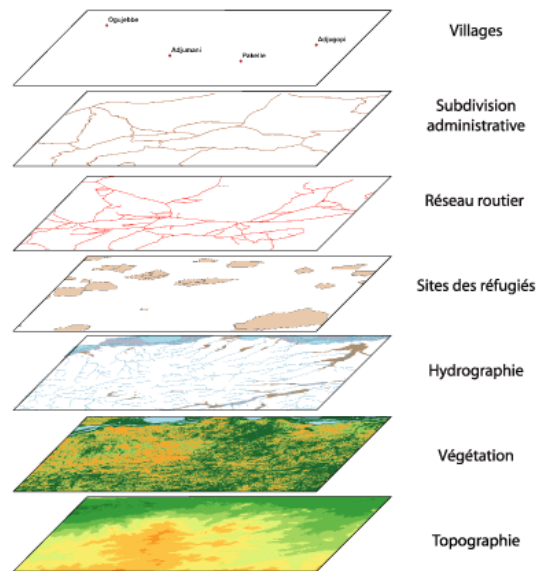 Ogujebbe
Adjumani
Pakelle
Adjugopi
Villages
Subdivision
administrative
Réseau routier
Sites des réfugiés
Hydrographie
Végétation
Topographie